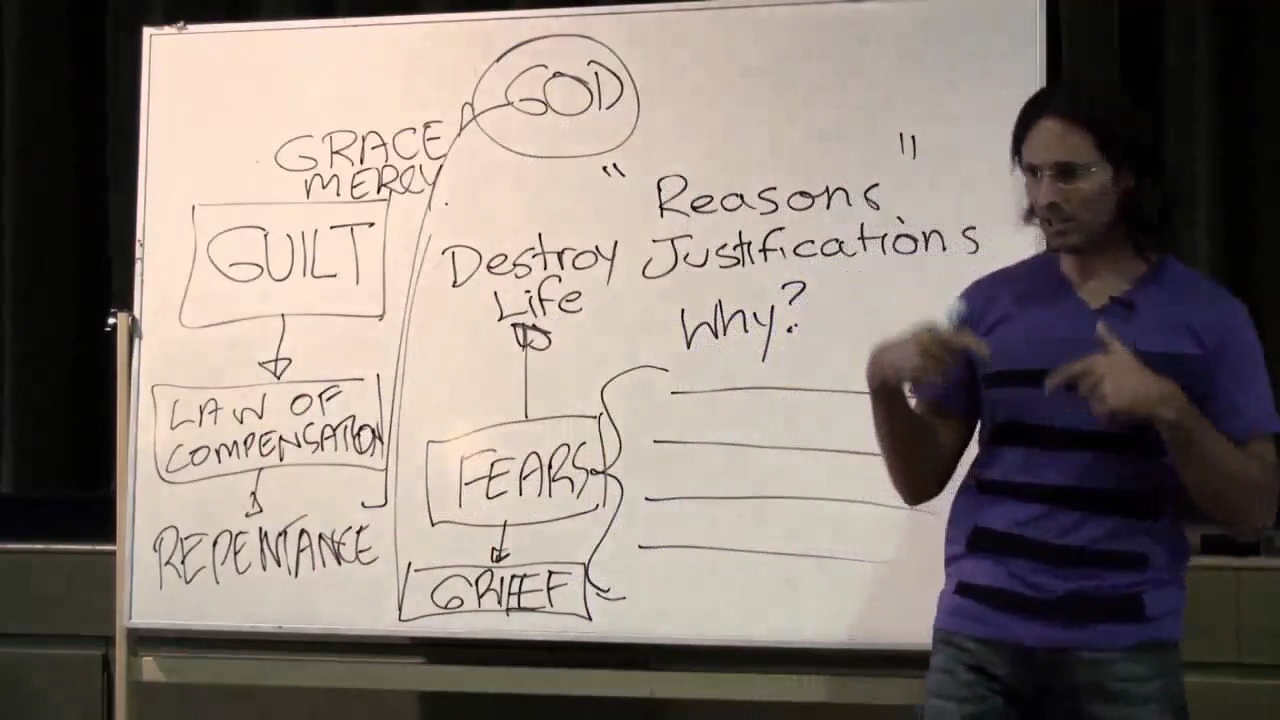 GOD
GRACE
MERCY
GUILT
LAW OF
COMPENSATION
REPENTANCE
Destroy
Life
FEARS
GRIEF
" Reasons "
Justifications
Why?